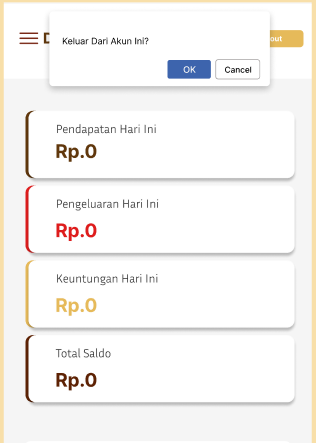 Keluar Dari Akun Ini?
OK
Cancel
Pendapatan Hari Ini
Rp.0
Pengeluaran Hari Ini
Rp.0
Keuntungan Hari Ini
Rp.0
Total Saldo
Rp.0